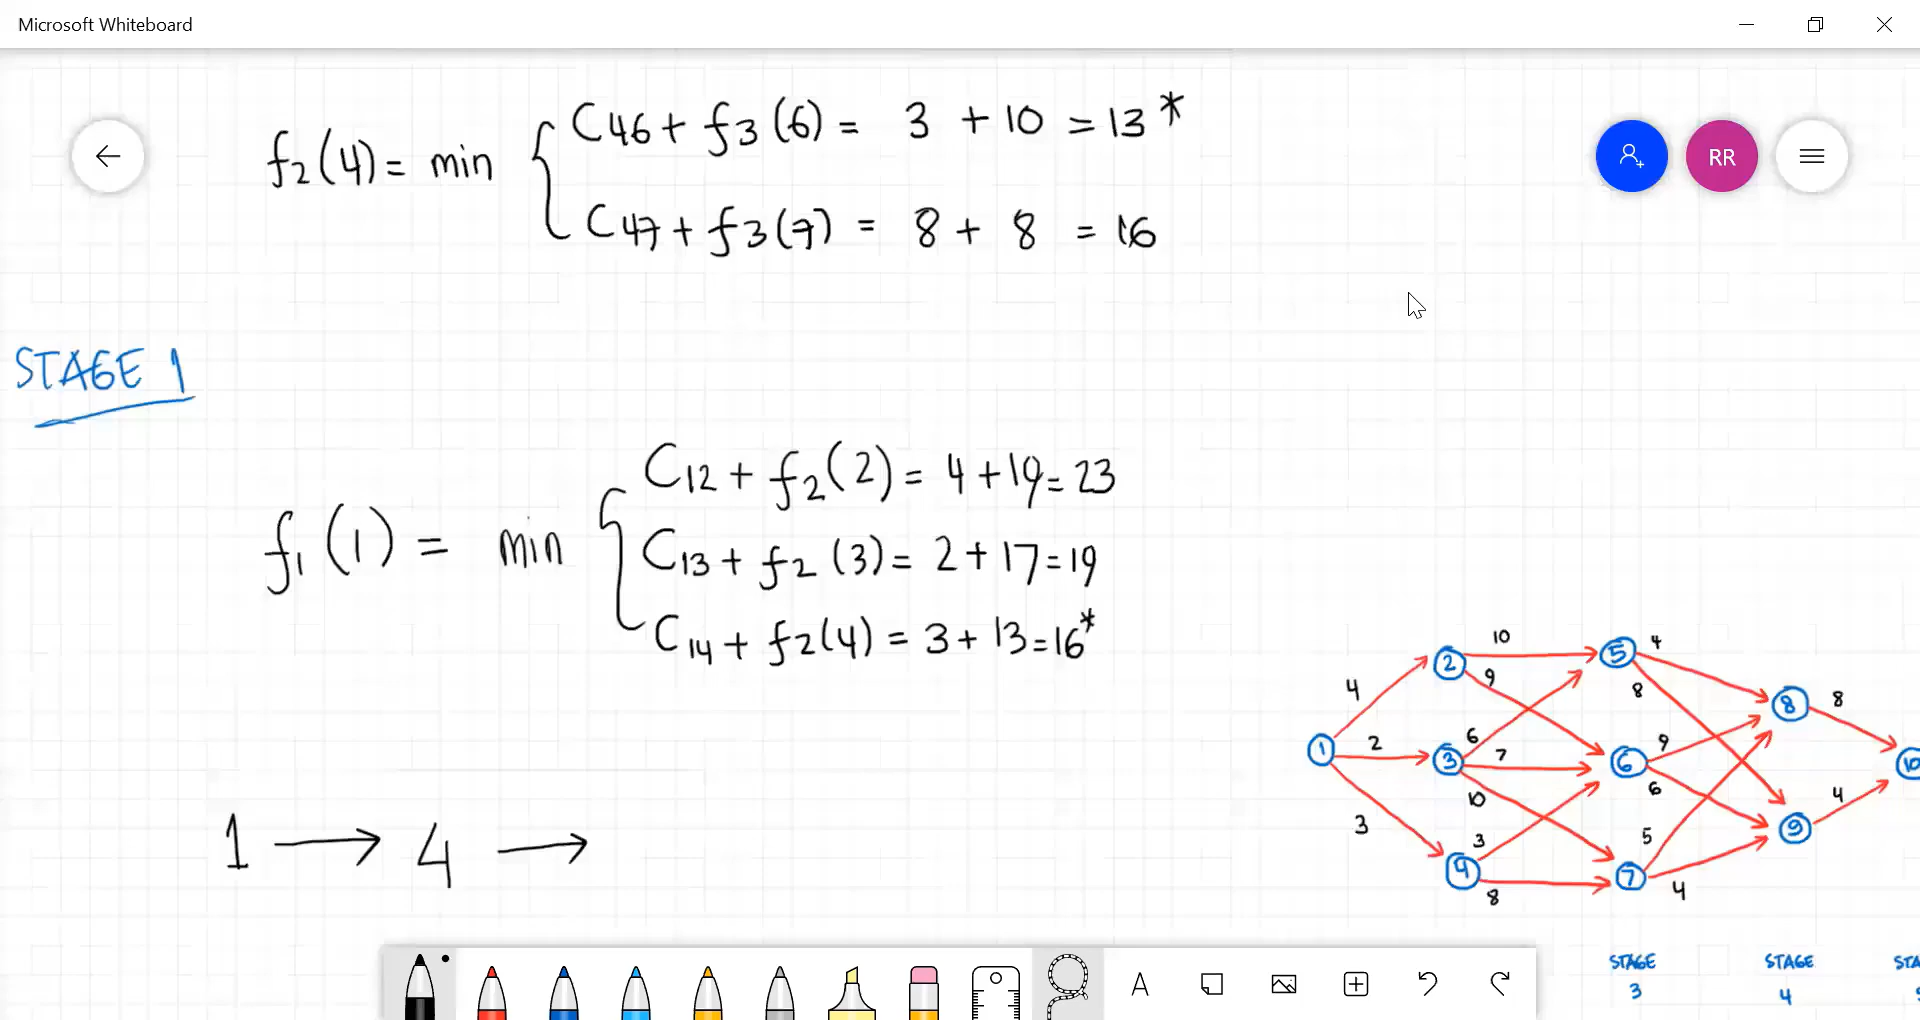 Microsoft Whiteboard
f2(4) = min { C46 + f3(6) = 3 + 10 = 13*
C47 + f3(7) = 8 + 8 = 16
RR
STAGE 1
f1(1) = min { C12 + f2(2) = 4 + 19 = 23
C13 + f2(3) = 2 + 17 = 19
C14 + f2(4) = 3 + 13 = 16*
1 → 4 →
10 4
2 5
4 9 8
8 8
1 2 3 6 7 6 9 10
10 6 4
3 3 5 9
4 7
8 4
STAGE STAGE STA
3 4
A